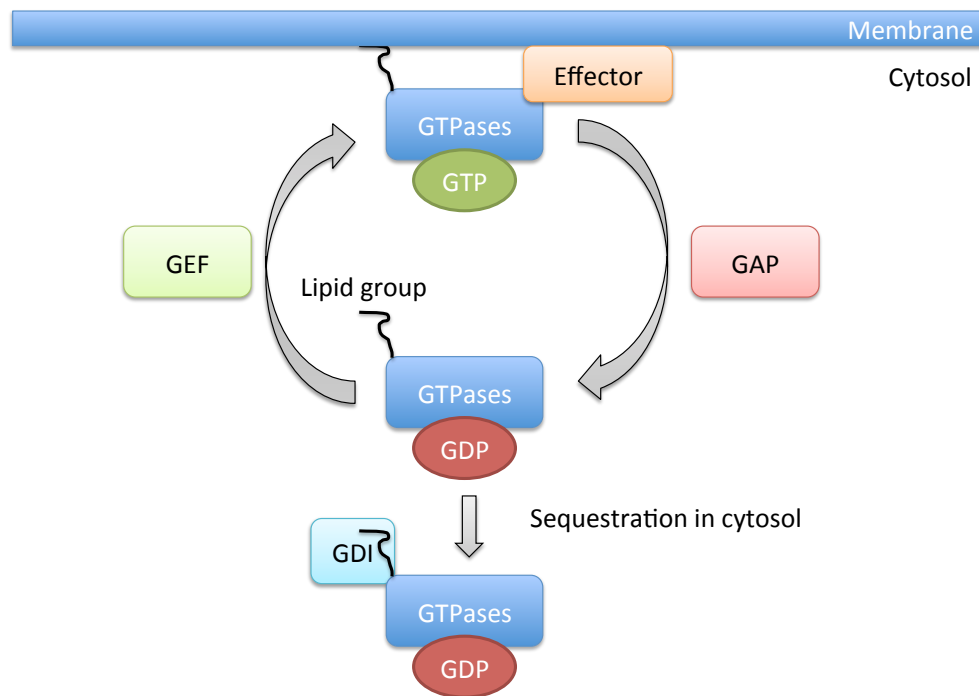 Membrane
Cytosol
Effector
GTPases
GTP
GEF
GAP
Lipid group
GTPases
GDP
Sequestration in cytosol
GDI
GTPases
GDP